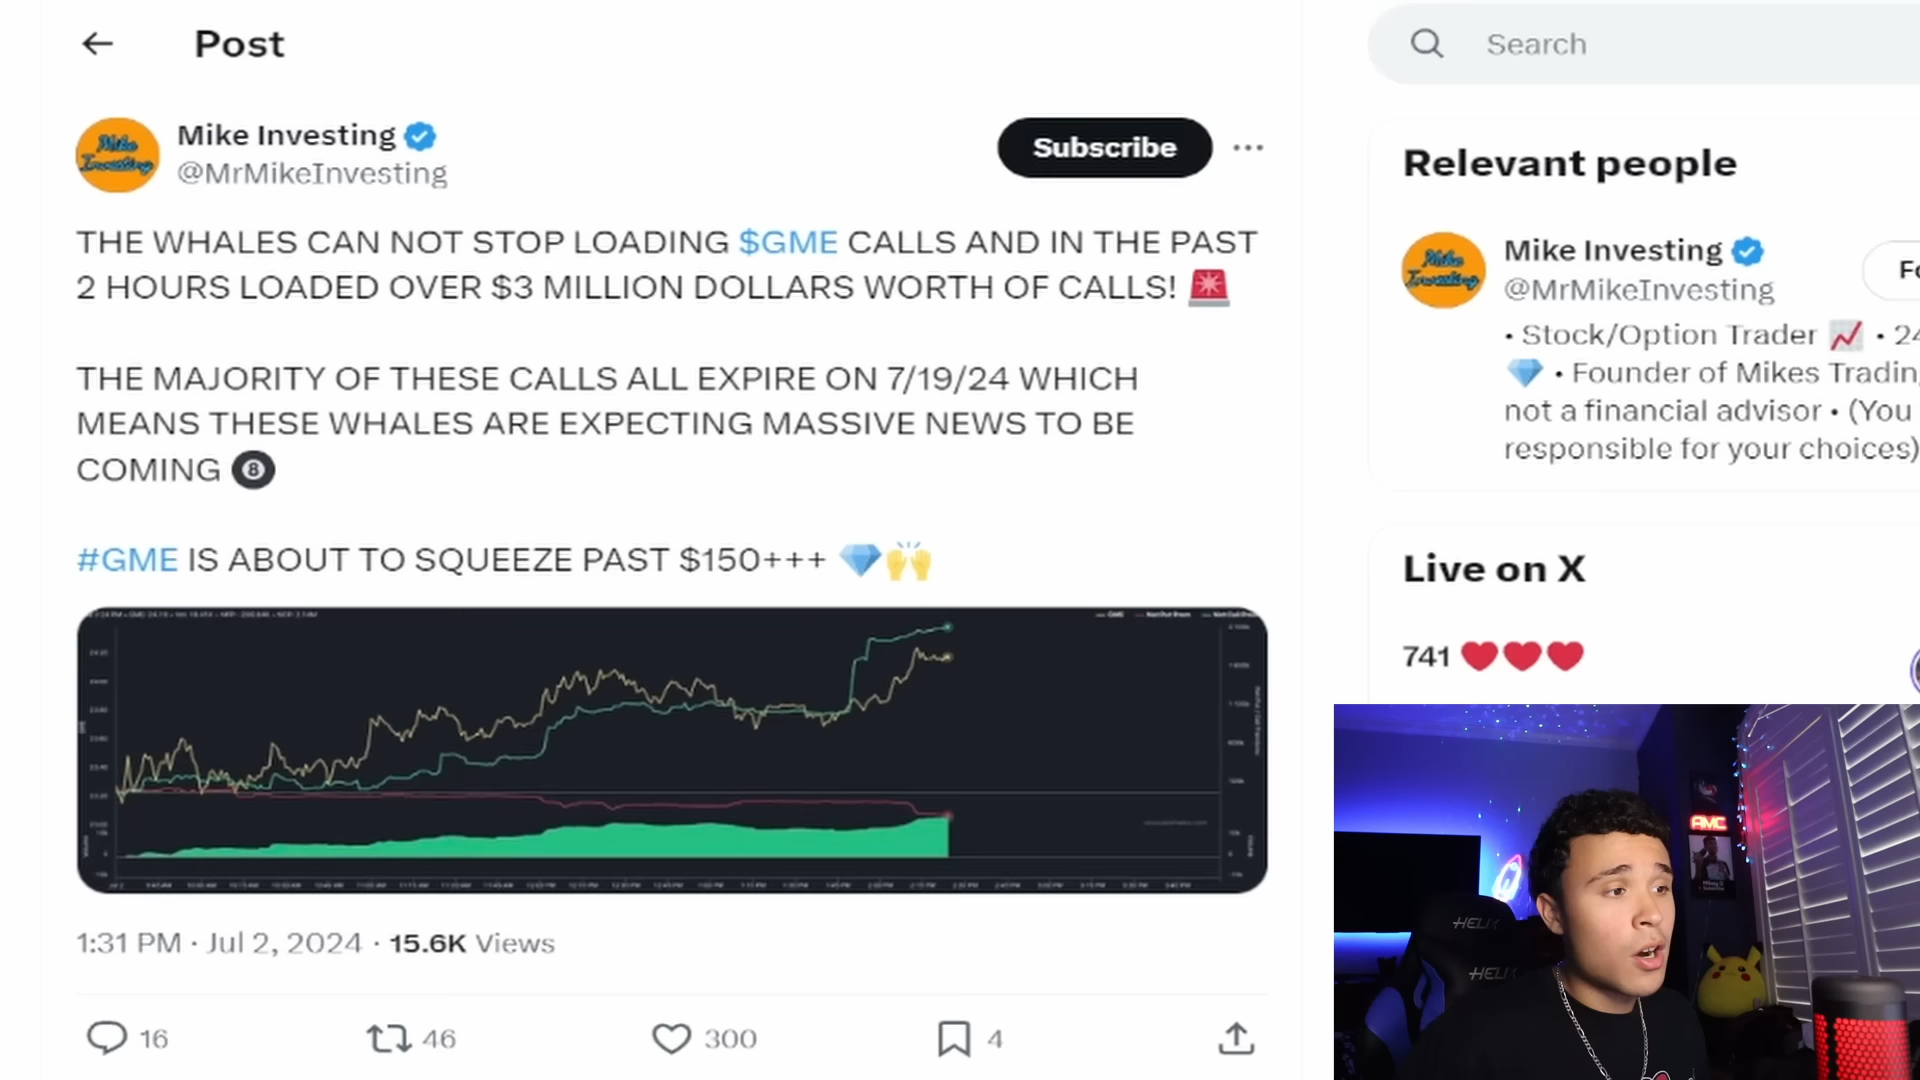 Post
Search
Mike Investing
@MrMikeInvesting
Subscribe
THE WHALES CAN NOT STOP LOADING $GME CALLS AND IN THE PAST
2 HOURS LOADED OVER $3 MILLION DOLLARS WORTH OF CALLS!
THE MAJORITY OF THESE CALLS ALL EXPIRE ON 7/19/24 WHICH
MEANS THESE WHALES ARE EXPECTING MASSIVE NEWS TO BE
COMING
#GME IS ABOUT TO SQUEEZE PAST $150+++
1:31 PM · Jul 2, 2024 · 15.6K Views
16
46
300
4
Relevant people
Mike Investing
@MrMikeInvesting
• Stock/Option Trader • 24
• Founder of Mikes Tradin
not a financial advisor • (You
responsible for your choices)
Live on X
741
AMC
HELI
HELI